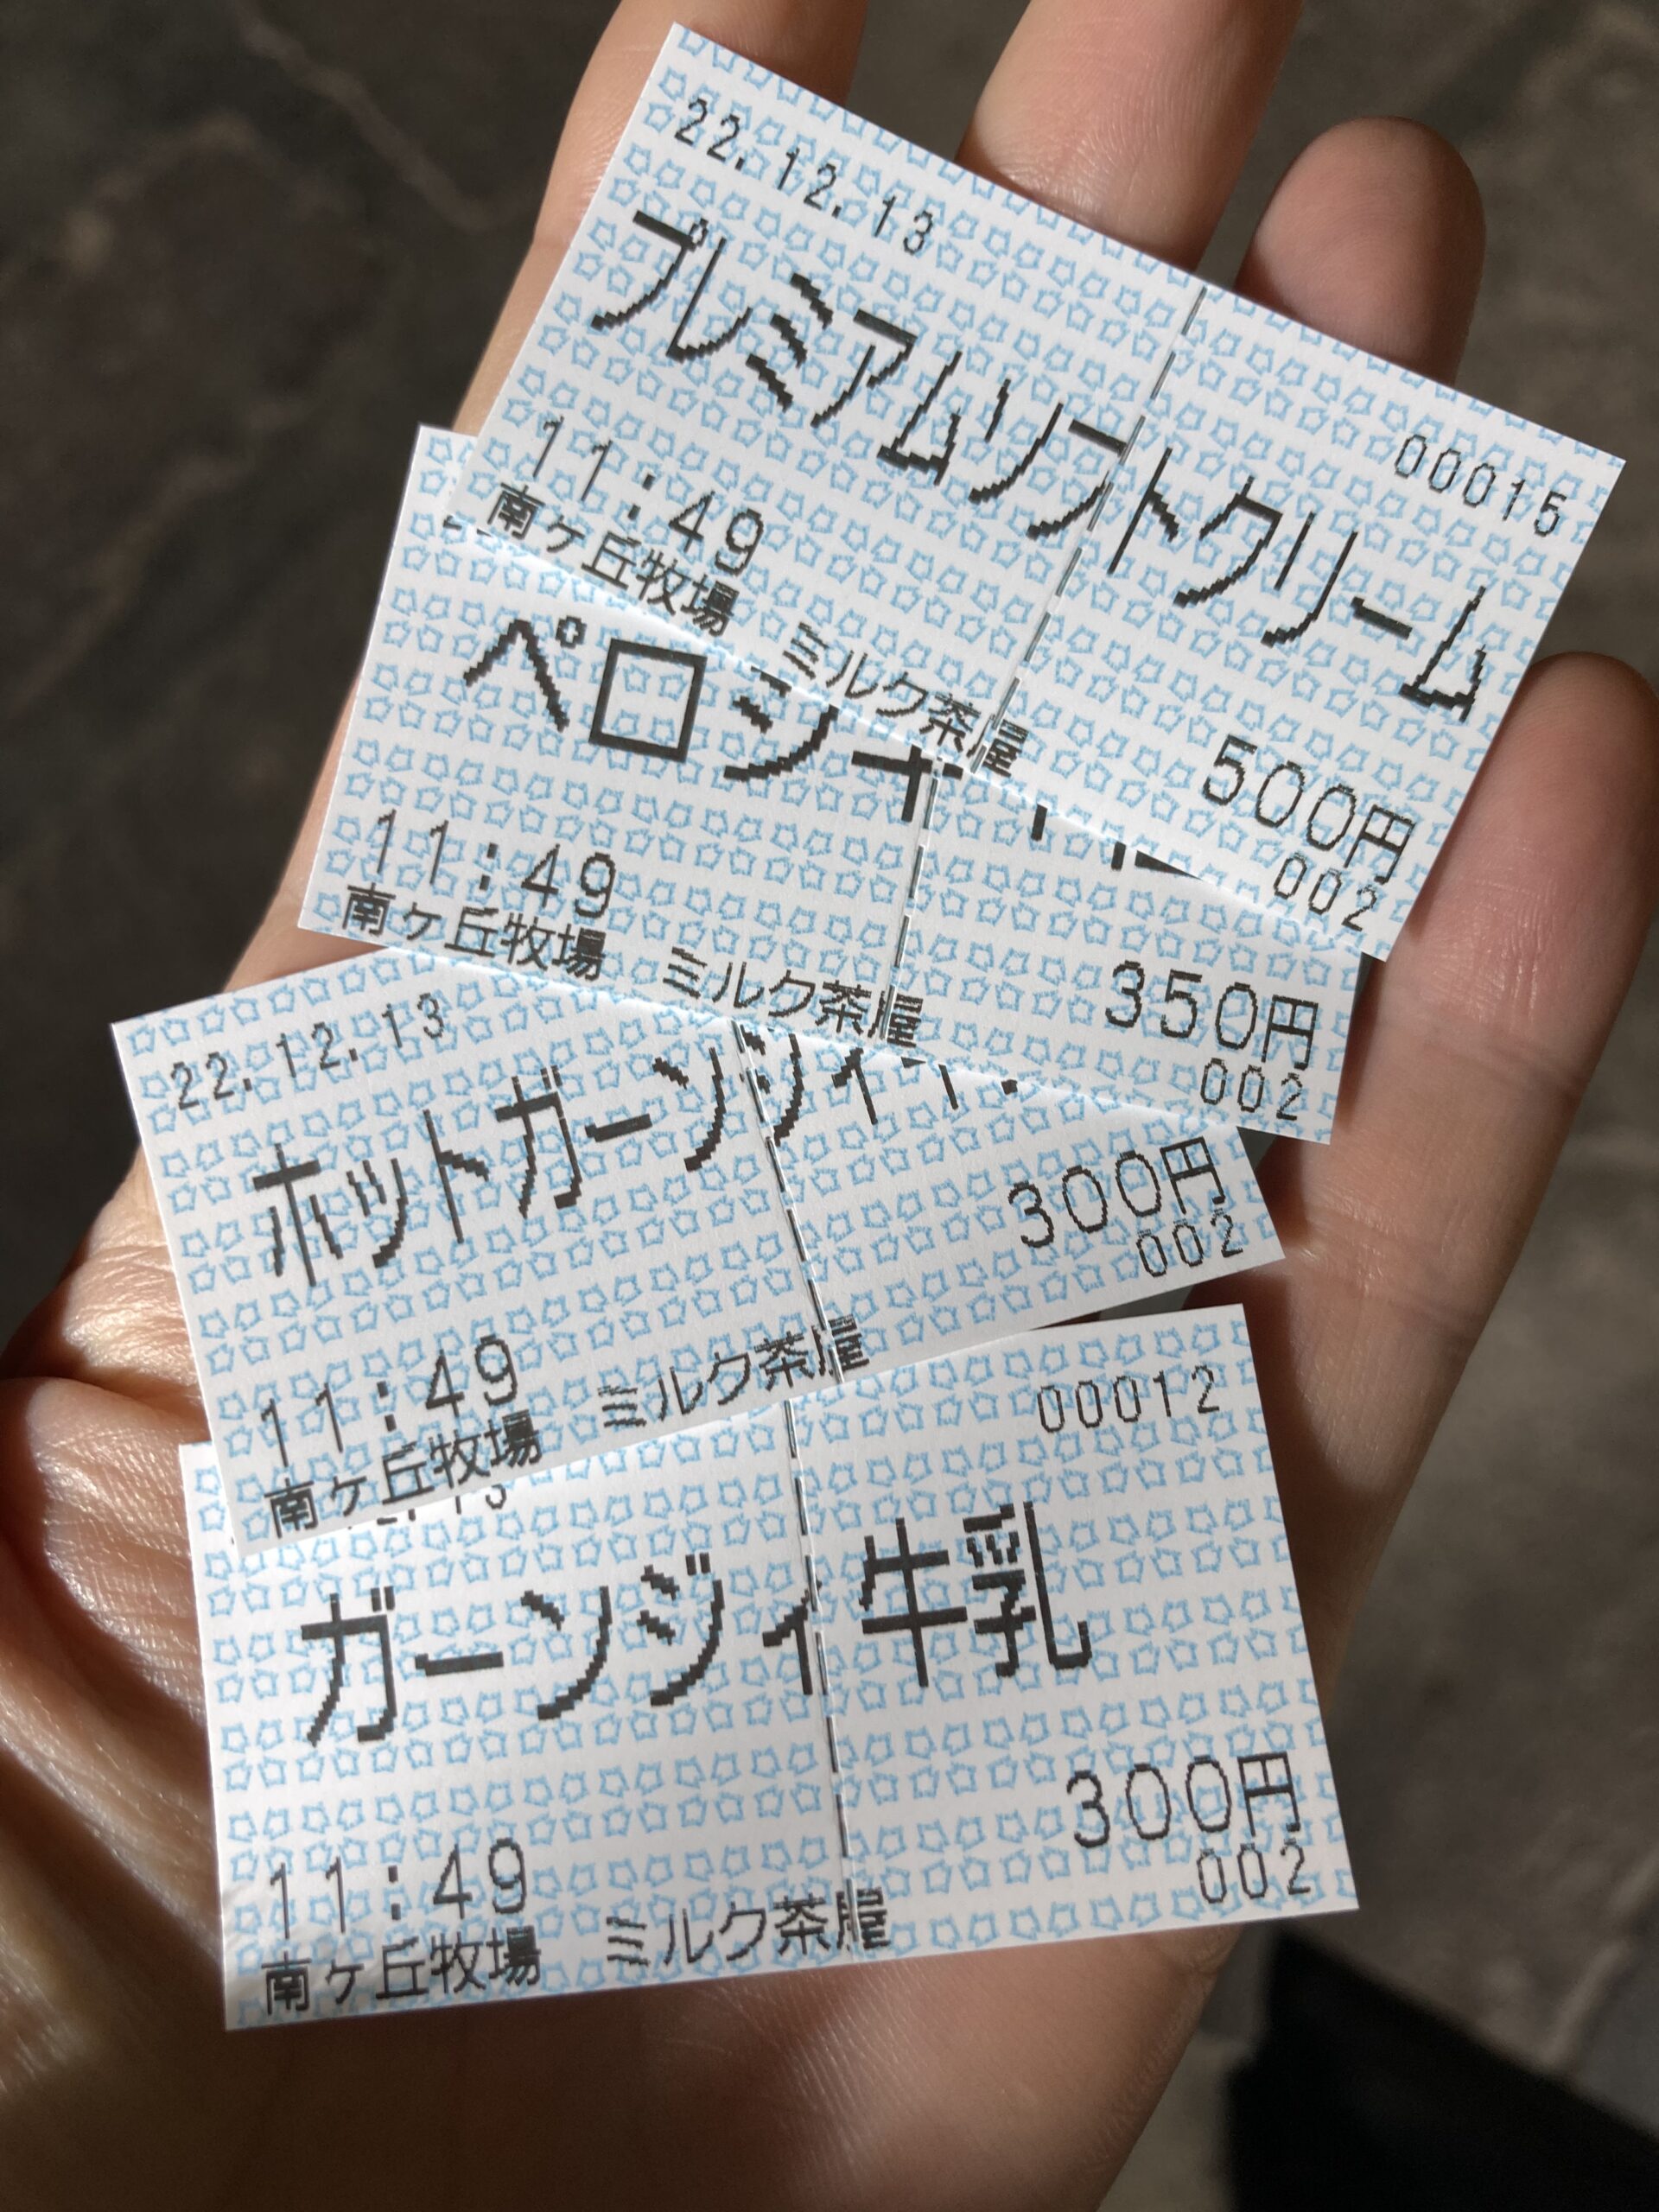 22.12.13
00015
プレミアムソフトクリーム
11:49
500円
南ヶ丘牧場 ミルク茶屋
002
11:49
350円
南ヶ丘牧場 ミルク茶屋
002
22.12.13
ホットガーンジィ
11:49
300円
南ヶ丘牧場 ミルク茶屋
002
00012
ガーンジィ牛乳
11:49
300円
南ヶ丘牧場 ミルク茶屋
002